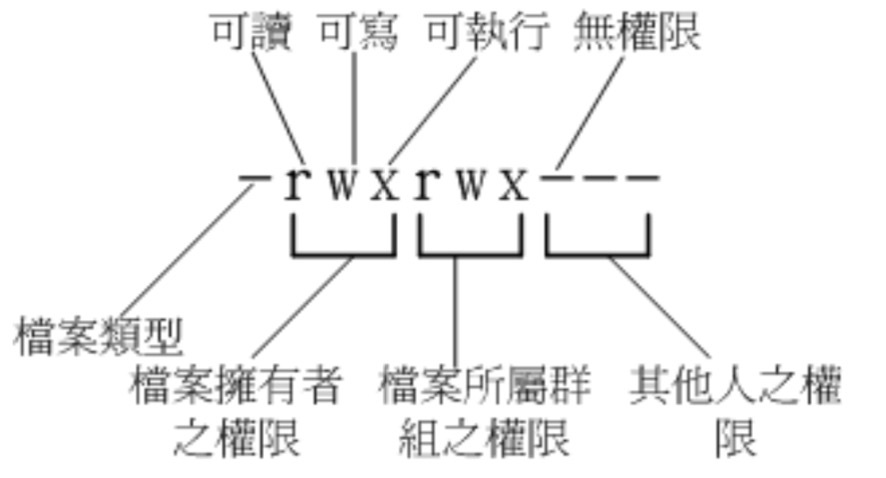 可讀 可寫 可執行 無權限
-rwxrwx---
檔案類型
檔案擁有者
之權限
檔案所屬群
組之權限
其他人之權
限